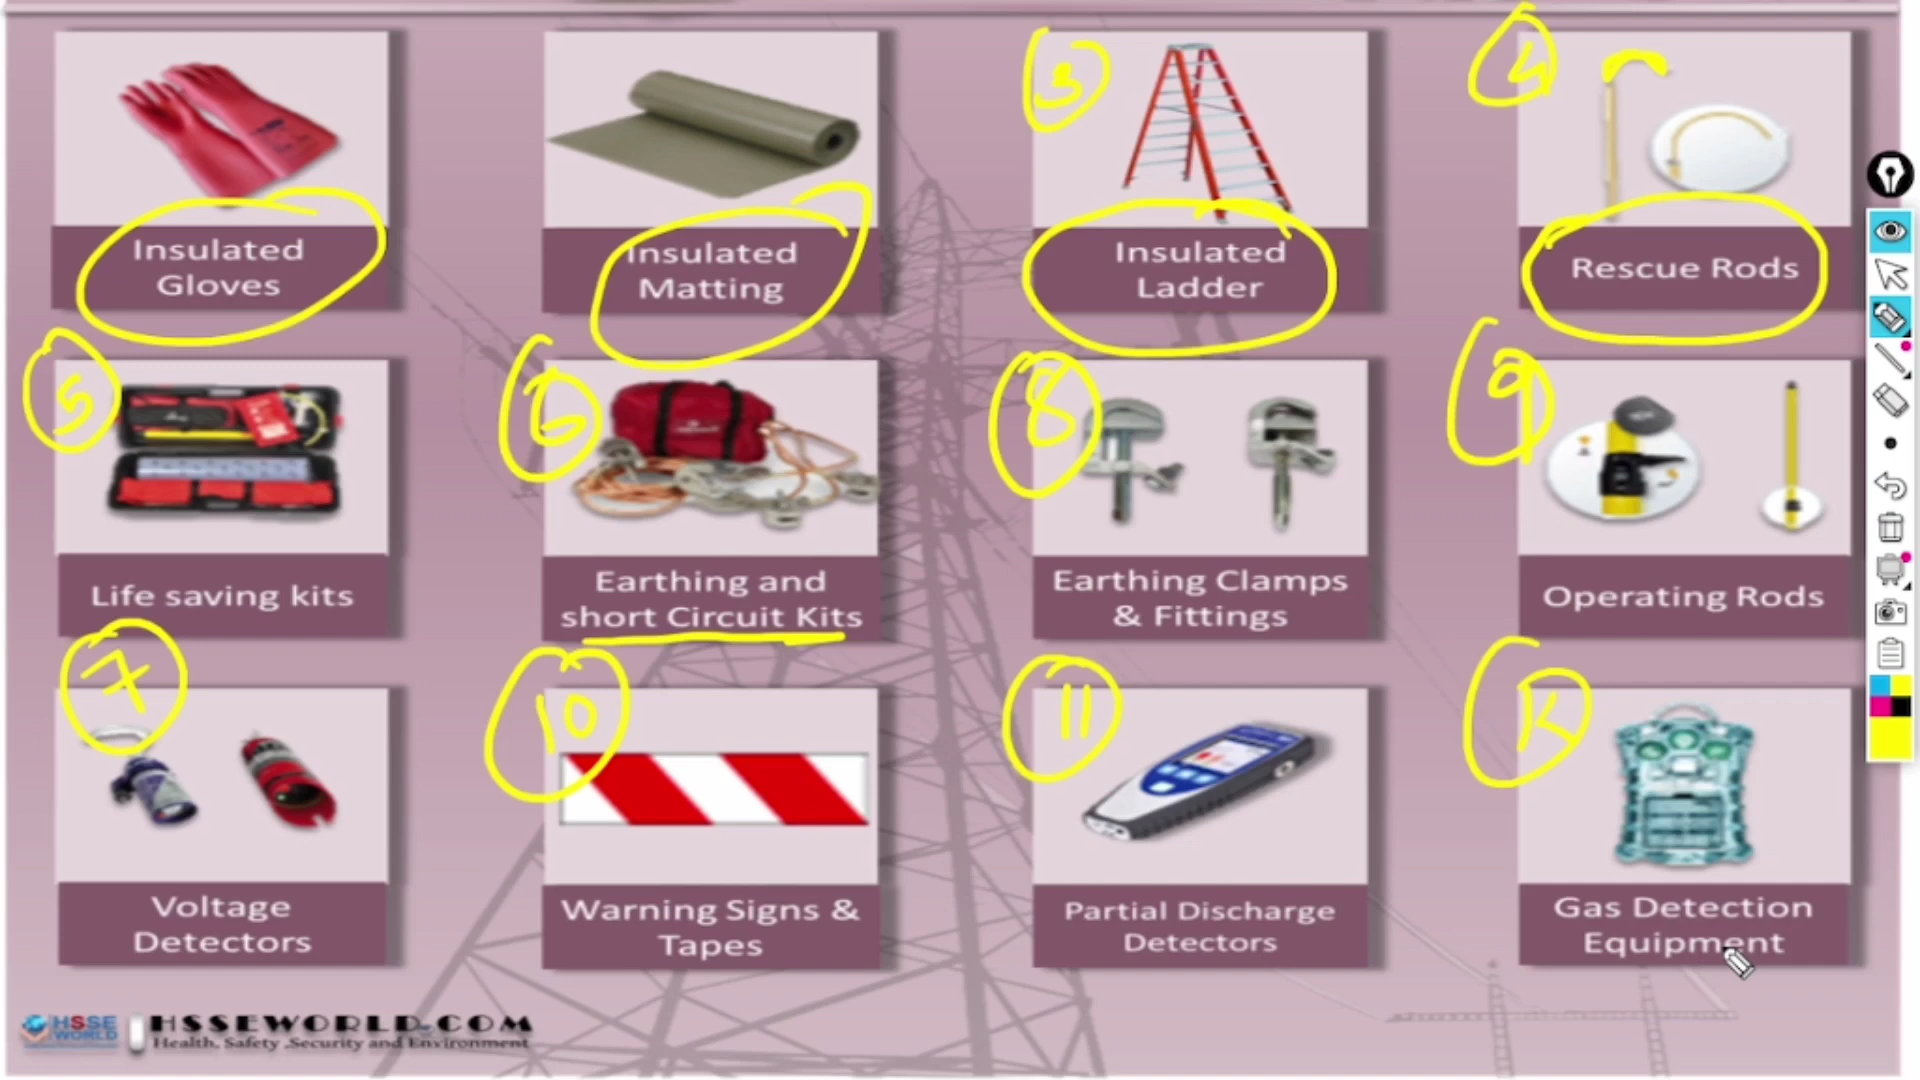 3
4
Insulated
Gloves
Insulated
Matting
Insulated
Ladder
Rescue Rods
5
6
8
9
Life saving kits
Earthing and
short Circuit Kits
Earthing Clamps
& Fittings
Operating Rods
7
10
11
12
Voltage
Detectors
Warning Signs &
Tapes
Partial Discharge
Detectors
Gas Detection
Equipment
HSSE
WORLD
HSSEWORLD.COM
Health, Safety ,Security and Environment